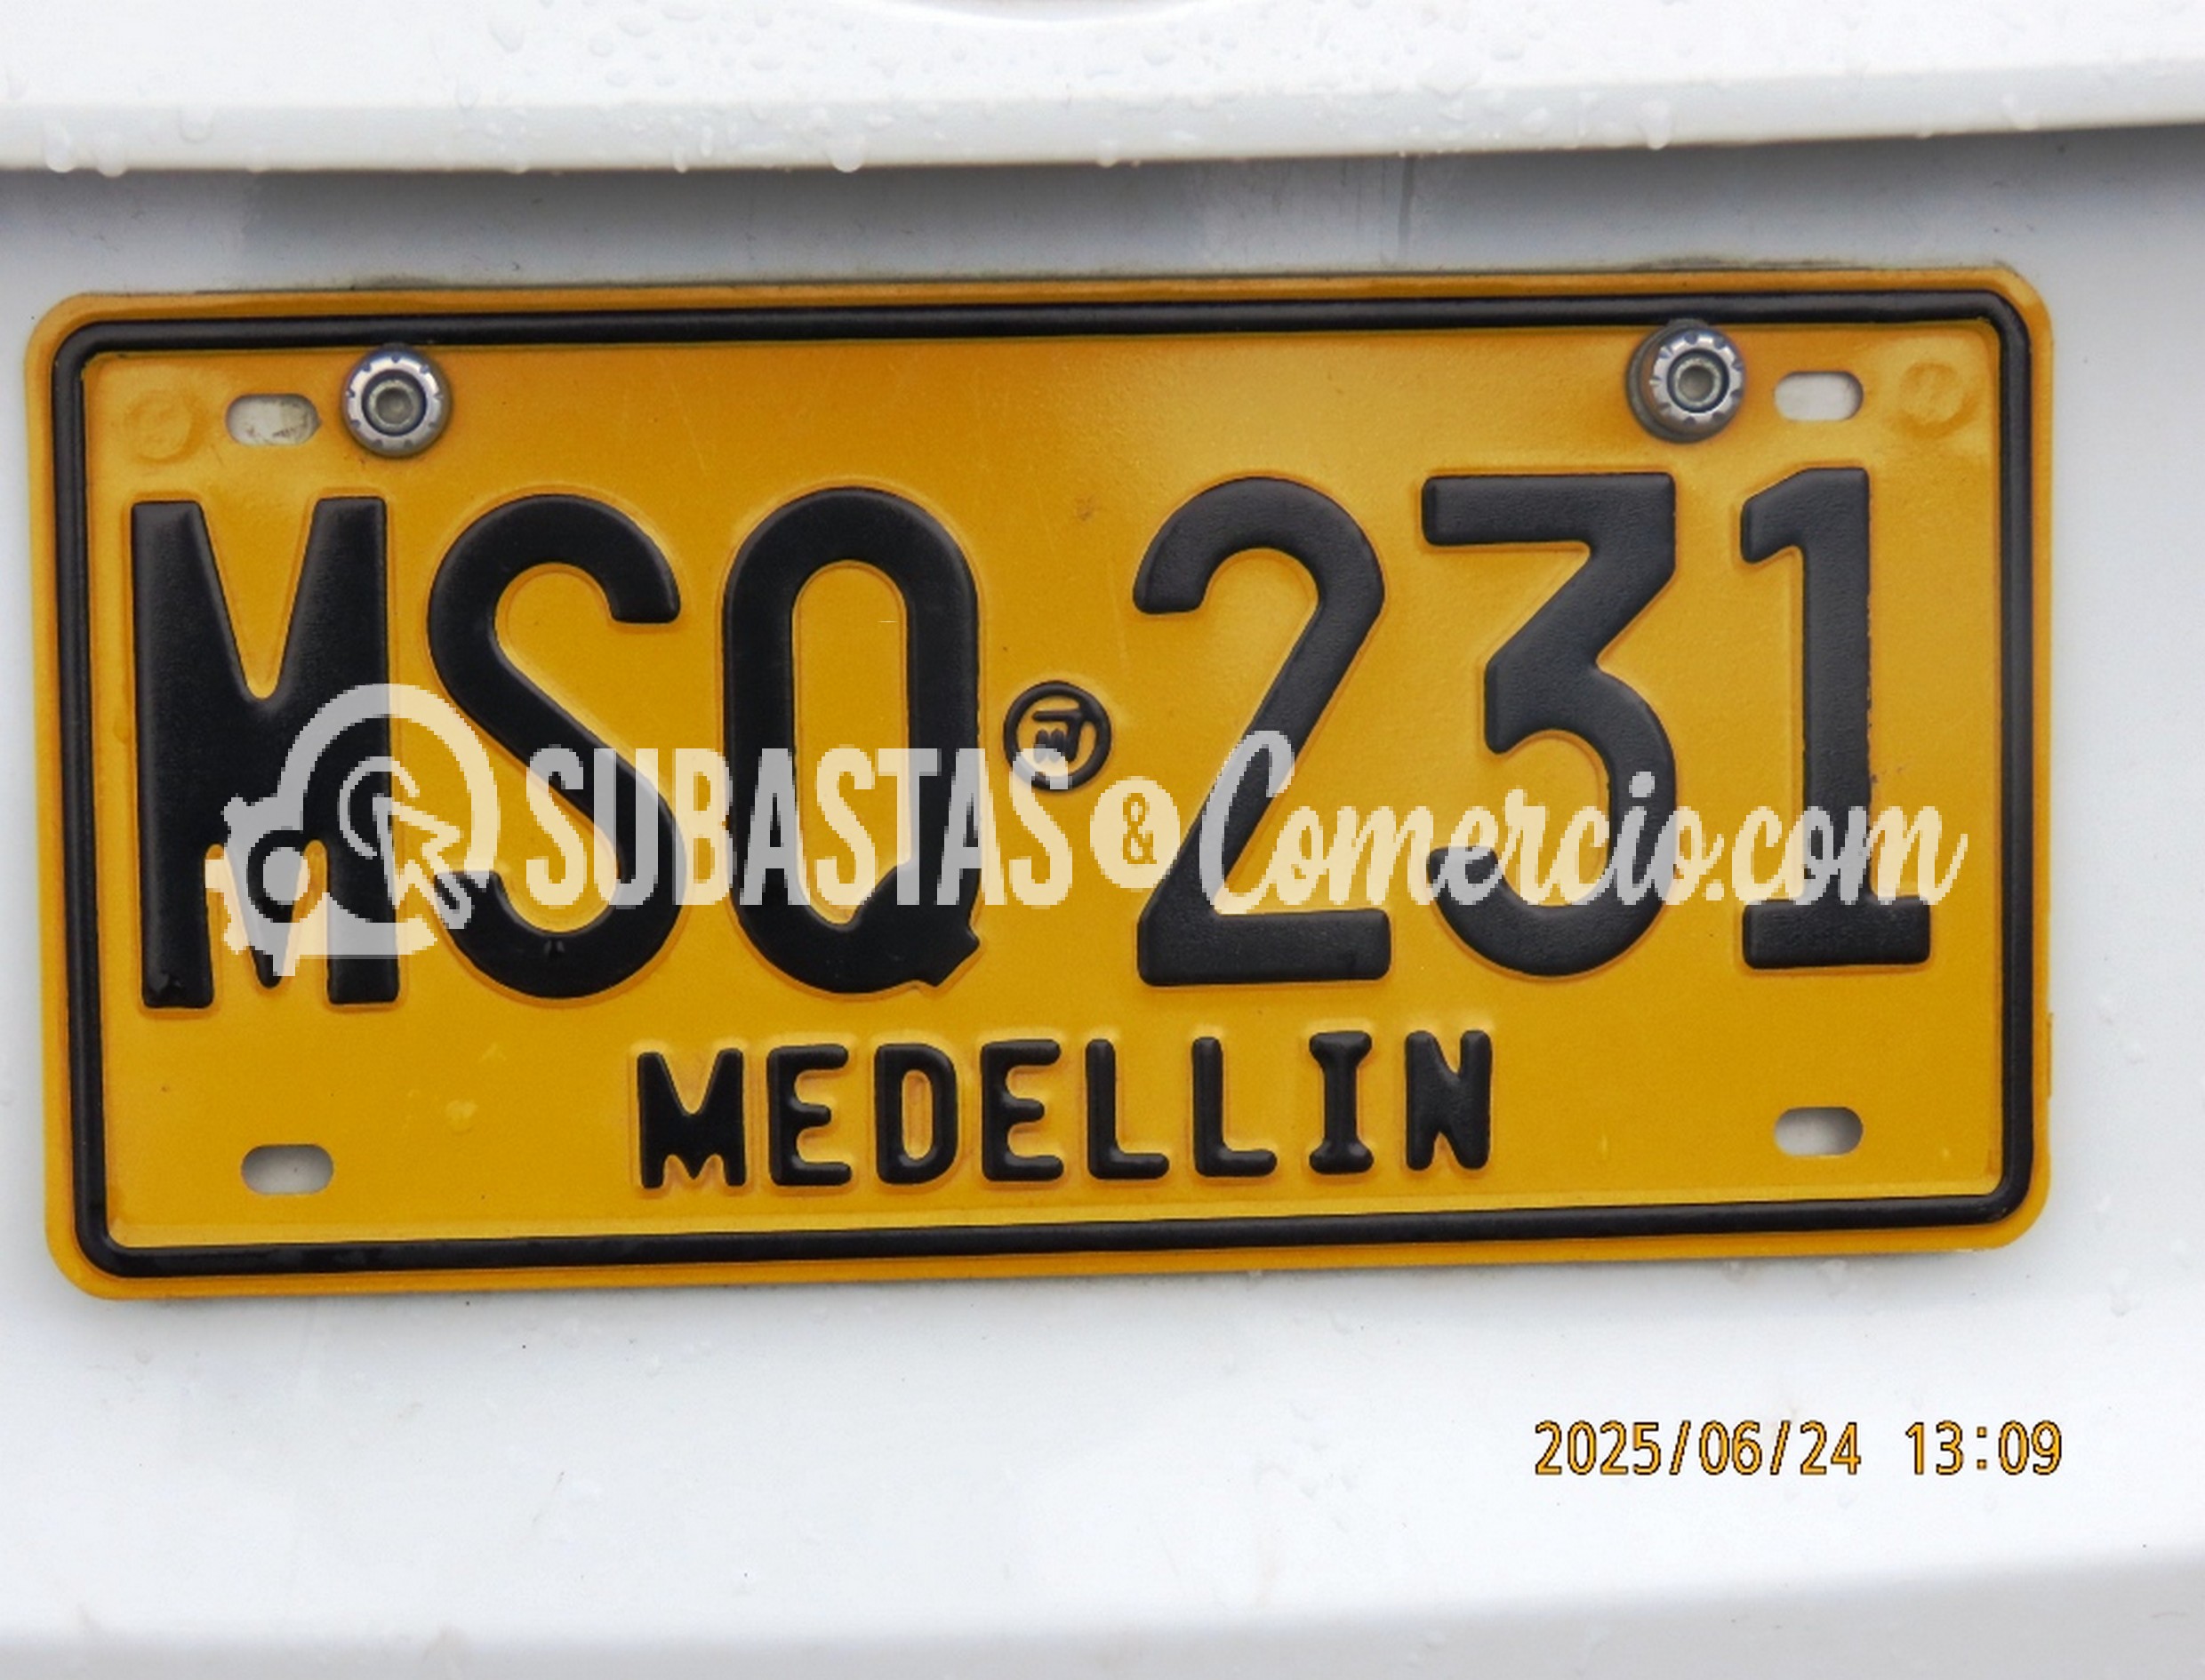 MSQ 231
SUBASTAS & Comercio.com
MEDELLIN
2025/06/24 13:09